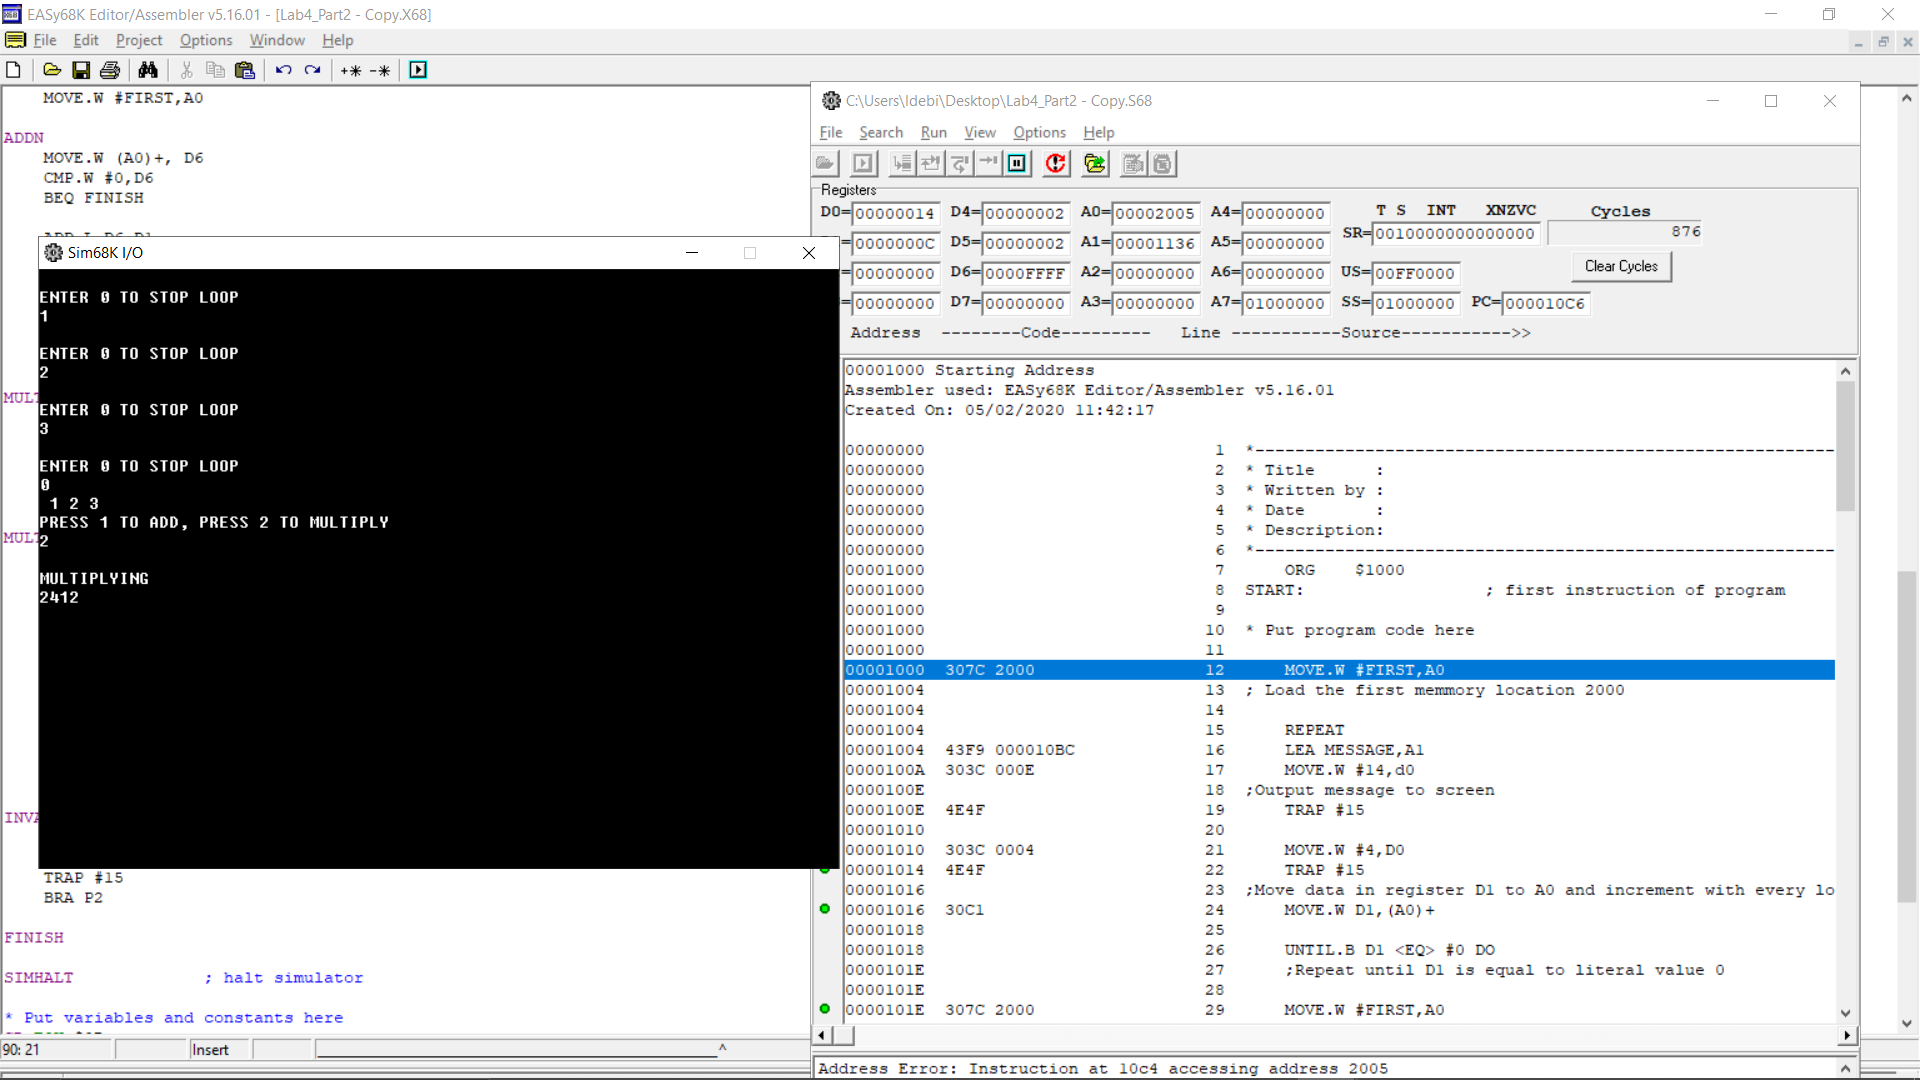 EASy68K Editor/Assembler v5.16.01 - [Lab4_Part2 - Copy.X68]
File Edit Project Options Window Help
MOVE.W #FIRST,A0
ADDN
MOVE.W (A0)+, D6
CMP.W #0,D6
BEQ FINISH
MULT
MULT
INVA
TRAP #15
BRA P2
FINISH
SIMHALT ; halt simulator
* Put variables and constants here
90: 21 Insert
Sim68K I/O
ENTER 0 TO STOP LOOP
1
ENTER 0 TO STOP LOOP
2
ENTER 0 TO STOP LOOP
3
ENTER 0 TO STOP LOOP
0
1 2 3
PRESS 1 TO ADD, PRESS 2 TO MULTIPLY
2
MULTIPLYING
2412
C:\Users\Idebi\Desktop\Lab4_Part2 - Copy.S68
File Search Run View Options Help
Registers
D0= 00000014 D4= 00000002 A0= 00002005 A4= 00000000 T S INT XNZVC Cycles
= 0000000C D5= 00000002 A1= 00001136 A5= 00000000 SR= 0010000000000000 876
= 00000000 D6= 0000FFFF A2= 00000000 A6= 00000000 US= 00FF0000 Clear Cycles
= 00000000 D7= 00000000 A3= 00000000 A7= 01000000 SS= 01000000 PC= 000010C6
Address --------Code--------- Line -----------Source----------->>
00001000 Starting Address
Assembler used: EASy68K Editor/Assembler v5.16.01
Created On: 05/02/2020 11:42:17
00000000 1 *----------------------------------------------------------
00000000 2 * Title :
00000000 3 * Written by :
00000000 4 * Date :
00000000 5 * Description:
00000000 6 *----------------------------------------------------------
00001000 7 ORG $1000
00001000 8 START: ; first instruction of program
00001000 9
00001000 10 * Put program code here
00001000 11
00001000 307C 2000 12 MOVE.W #FIRST,A0
00001004 13 ; Load the first memmory location 2000
00001004 14
00001004 15 REPEAT
00001004 43F9 000010BC 16 LEA MESSAGE,A1
0000100A 303C 000E 17 MOVE.W #14,d0
0000100E 18 ;Output message to screen
0000100E 4E4F 19 TRAP #15
00001010 20
00001010 303C 0004 21 MOVE.W #4,D0
00001014 4E4F 22 TRAP #15
00001016 23 ;Move data in register D1 to A0 and increment with every lo
00001016 30C1 24 MOVE.W D1,(A0)+
00001018 25
00001018 26 UNTIL.B D1 <EQ> #0 DO
0000101E 27 ;Repeat until D1 is equal to literal value 0
0000101E 28
0000101E 307C 2000 29 MOVE.W #FIRST,A0
Address Error: Instruction at 10c4 accessing address 2005